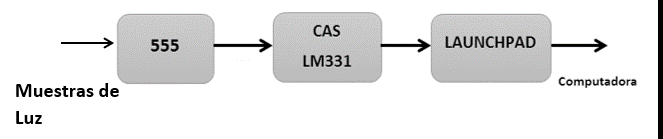 Muestras de
Luz
555
CAS
LM331
LAUNCHPAD
Computadora